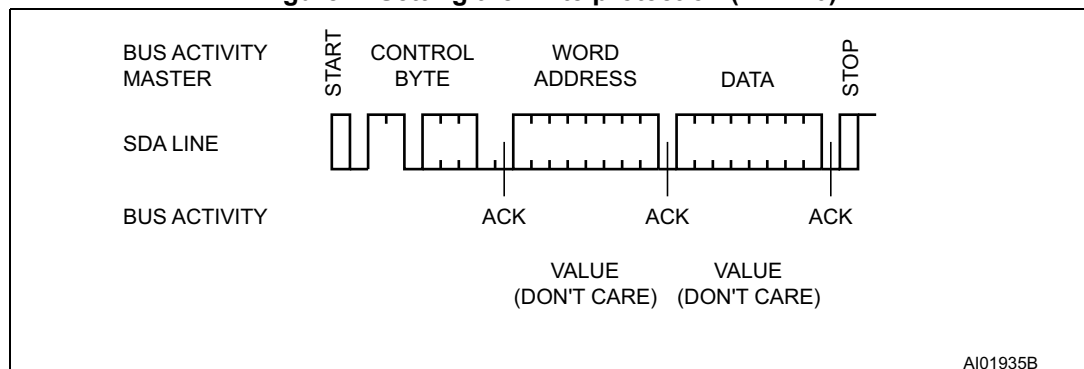 BUS ACTIVITY
MASTER
START
CONTROL
BYTE
WORD
ADDRESS
DATA
STOP
SDA LINE
BUS ACTIVITY
ACK
ACK
ACK
VALUE
(DON'T CARE)
VALUE
(DON'T CARE)
AI01935B